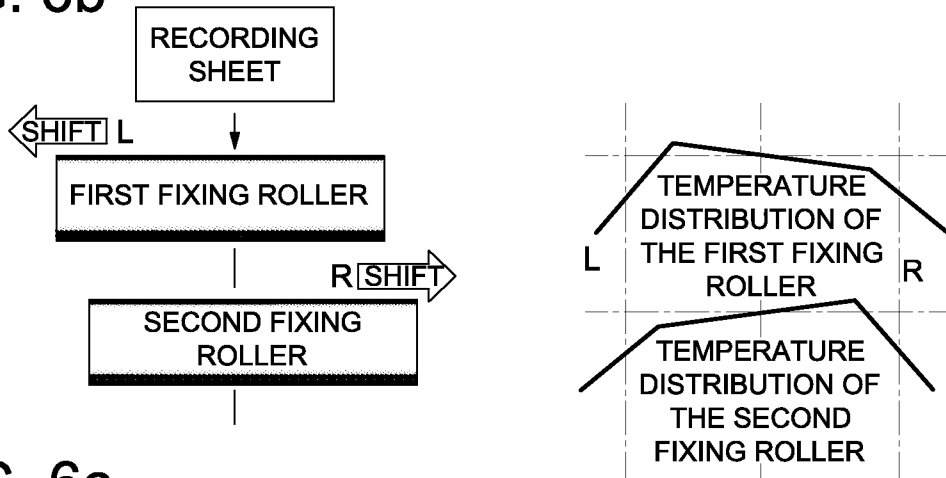 6b
RECORDING
SHEET
SHIFT L
FIRST FIXING ROLLER
R SHIFT
SECOND FIXING
ROLLER
TEMPERATURE
DISTRIBUTION OF
THE FIRST FIXING
ROLLER
L
R
TEMPERATURE
DISTRIBUTION OF
THE SECOND
FIXING ROLLER